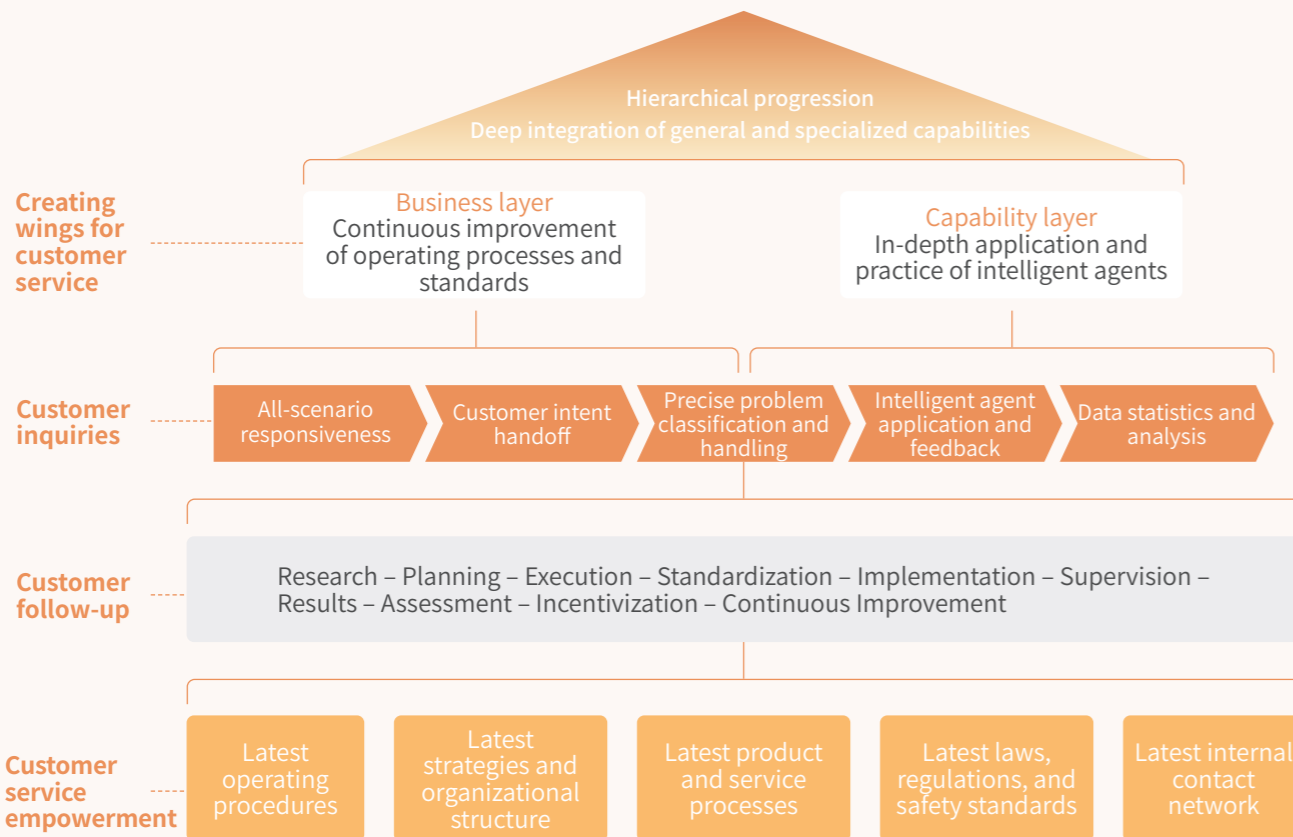 Hierarchical progression
Deep integration of general and specialized capabilities
Creating
wings for
customer
service
Business layer
Continuous improvement
of operating processes and
standards
Capability layer
In-depth application and
practice of intelligent agents
Customer
inquiries
All-scenario
responsiveness
Customer intent
handoff
Precise problem
classification and
handling
Intelligent agent
application and
feedback
Data statistics and
analysis
Customer
follow-up
Research – Planning – Execution – Standardization – Implementation – Supervision –
Results – Assessment – Incentivization – Continuous Improvement
Customer
service
empowerment
Latest
operating
procedures
Latest
strategies and
organizational
structure
Latest product
and service
processes
Latest laws,
regulations, and
safety standards
Latest internal
contact
network